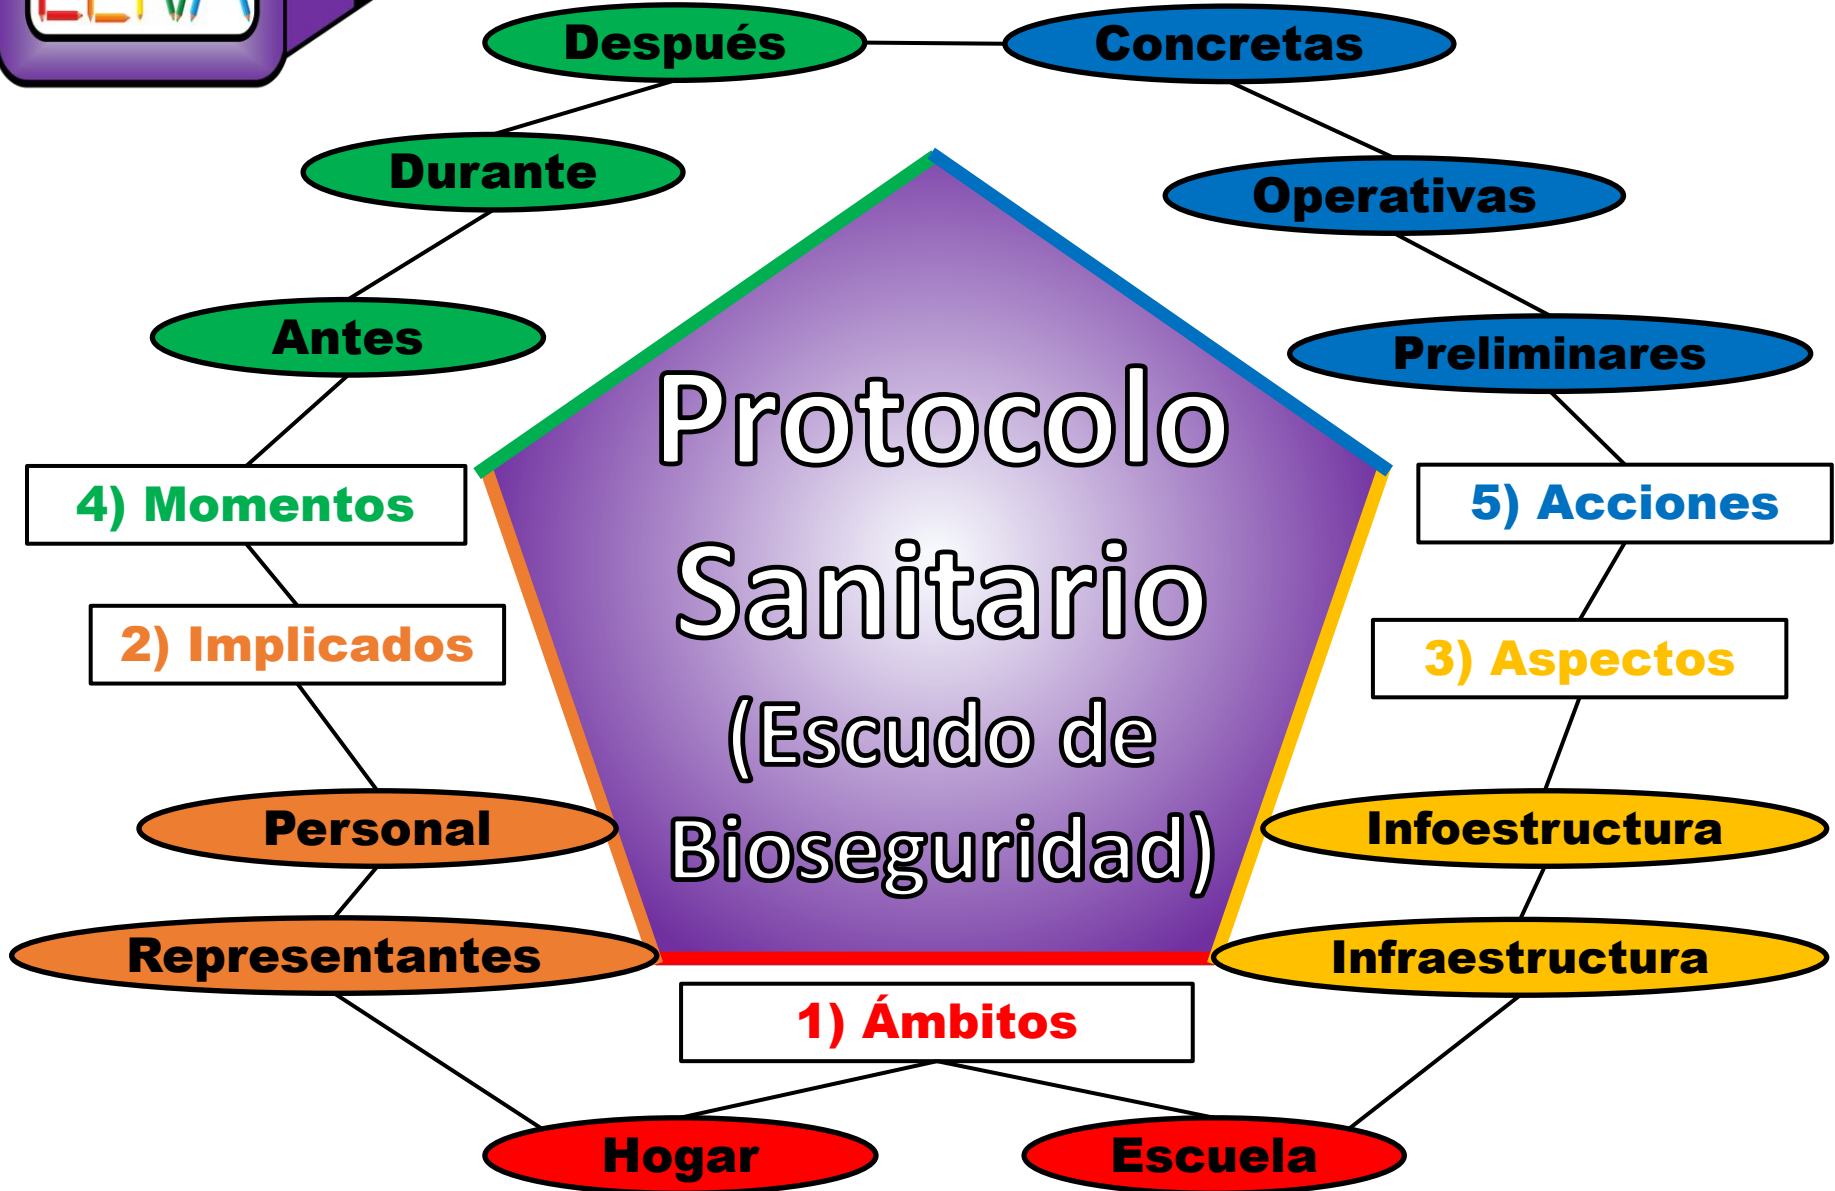 Después
Concretas
Durante
Operativas
Antes
Preliminares
Protocolo
Sanitario
(Escudo de
Bioseguridad)
4) Momentos
5) Acciones
2) Implicados
3) Aspectos
Personal
Infoestructura
Representantes
Infraestructura
1) Ámbitos
Hogar
Escuela